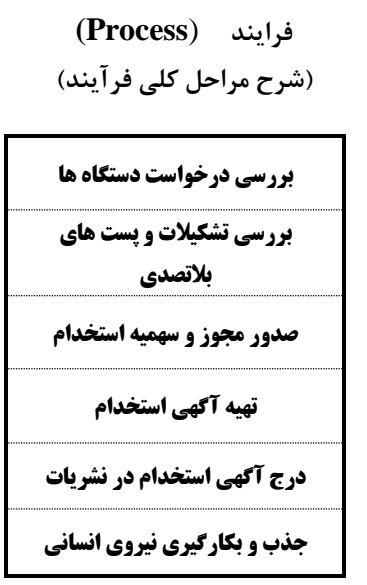 فرایند (Process)
(شرح مراحل کلی فرآیند)
بررسی درخواست دستگاه ها
بررسی تشکیلات و پست های
بلاتصدی
صدور مجوز و سهمیه استخدام
تهیه آگهی استخدام
درج آگهی استخدام در نشریات
جذب و بکارگیری نیروی انسانی